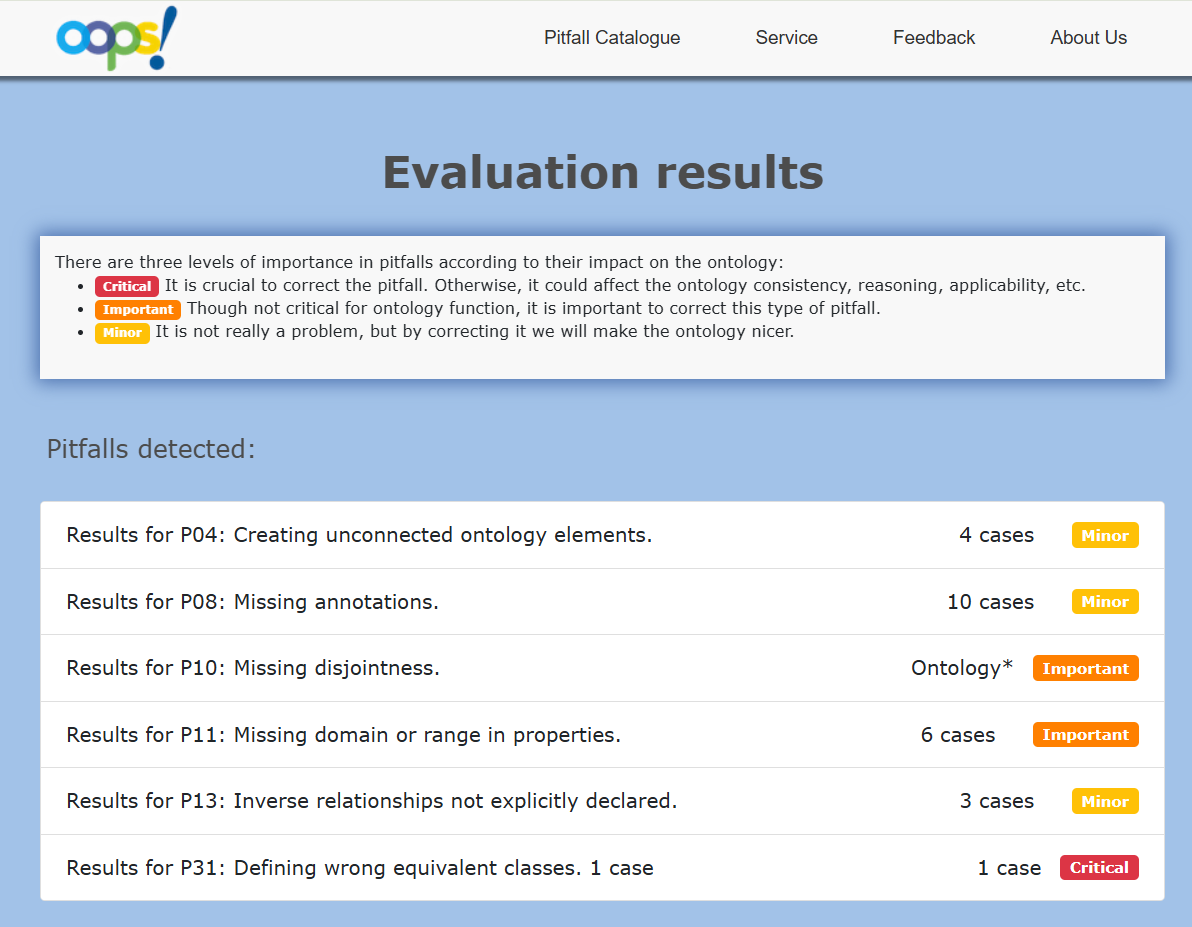 oops!
Pitfall Catalogue Service Feedback About Us
Evaluation results
There are three levels of importance in pitfalls according to their impact on the ontology:
• Critical It is crucial to correct the pitfall. Otherwise, it could affect the ontology consistency, reasoning, applicability, etc.
• Important Though not critical for ontology function, it is important to correct this type of pitfall.
• Minor It is not really a problem, but by correcting it we will make the ontology nicer.
Pitfalls detected:
Results for P04: Creating unconnected ontology elements. 4 cases Minor
Results for P08: Missing annotations. 10 cases Minor
Results for P10: Missing disjointness. Ontology* Important
Results for P11: Missing domain or range in properties. 6 cases Important
Results for P13: Inverse relationships not explicitly declared. 3 cases Minor
Results for P31: Defining wrong equivalent classes. 1 case 1 case Critical